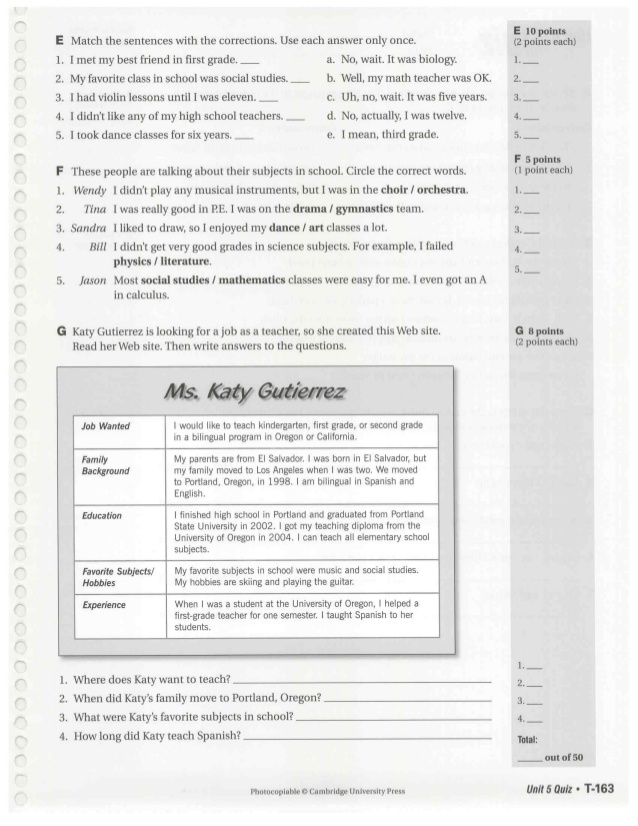 E Match the sentences with the corrections. Use each answer only once.
1. I met my best friend in first grade. ___ a. No, wait. It was biology.
2. My favorite class in school was social studies. ___ b. Well, my math teacher was OK.
3. I had violin lessons until I was eleven. ___ c. Uh, no, wait. It was five years.
4. I didn't like any of my high school teachers. ___ d. No, actually, I was twelve.
5. I took dance classes for six years. ___ e. I mean, third grade.
E 10 points
(2 points each)
1. ___
2. ___
3. ___
4. ___
5. ___
F These people are talking about their subjects in school. Circle the correct words.
1. Wendy I didn't play any musical instruments, but I was in the choir / orchestra.
2. Tina I was really good in P.E. I was on the drama / gymnastics team.
3. Sandra I liked to draw, so I enjoyed my dance / art classes a lot.
4. Bill I didn't get very good grades in science subjects. For example, I failed
physics / literature.
5. Jason Most social studies / mathematics classes were easy for me. I even got an A
in calculus.
F 5 points
(1 point each)
1. ___
2. ___
3. ___
4. ___
5. ___
G Katy Gutierrez is looking for a job as a teacher, so she created this Web site.
Read her Web site. Then write answers to the questions.
G 8 points
(2 points each)
Ms. Katy Gutierrez
Job Wanted
I would like to teach kindergarten, first grade, or second grade
in a bilingual program in Oregon or California.
Family
Background
My parents are from El Salvador. I was born in El Salvador, but
my family moved to Los Angeles when I was two. We moved
to Portland, Oregon, in 1998. I am bilingual in Spanish and
English.
Education
I finished high school in Portland and graduated from Portland
State University in 2002. I got my teaching diploma from the
University of Oregon in 2004. I can teach all elementary school
subjects.
Favorite Subjects/
Hobbies
My favorite subjects in school were music and social studies.
My hobbies are skiing and playing the guitar.
Experience
When I was a student at the University of Oregon, I helped a
first-grade teacher for one semester. I taught Spanish to her
students.
1. Where does Katy want to teach? ___
2. When did Katy's family move to Portland, Oregon? ___
3. What were Katy's favorite subjects in school? ___
4. How long did Katy teach Spanish? ___
1. ___
2. ___
3. ___
4. ___
Total:
___ out of 50
Photocopiable © Cambridge University Press
Unit 5 Quiz • T-163